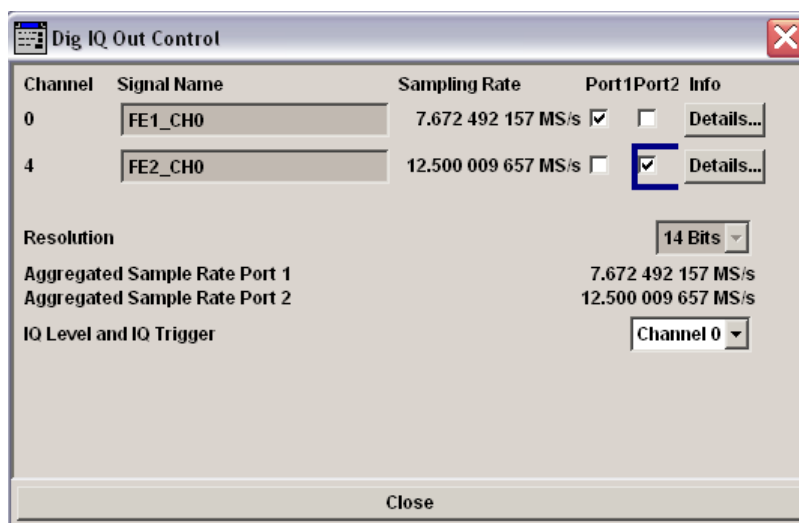 Dig IQ Out Control
Channel Signal Name Sampling Rate Port1Port2 Info
0 FE1_CH0 7.672 492 157 MS/s Details...
4 FE2_CH0 12.500 009 657 MS/s Details...
Resolution 14 Bits
Aggregated Sample Rate Port 1 7.672 492 157 MS/s
Aggregated Sample Rate Port 2 12.500 009 657 MS/s
IQ Level and IQ Trigger Channel 0
Close